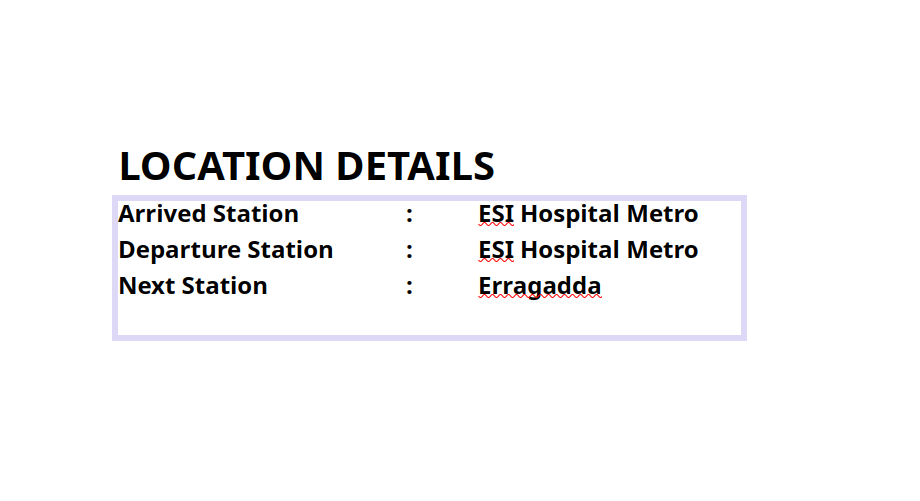 LOCATION DETAILS
Arrived Station : ESI Hospital Metro
Departure Station : ESI Hospital Metro
Next Station : Erragadda